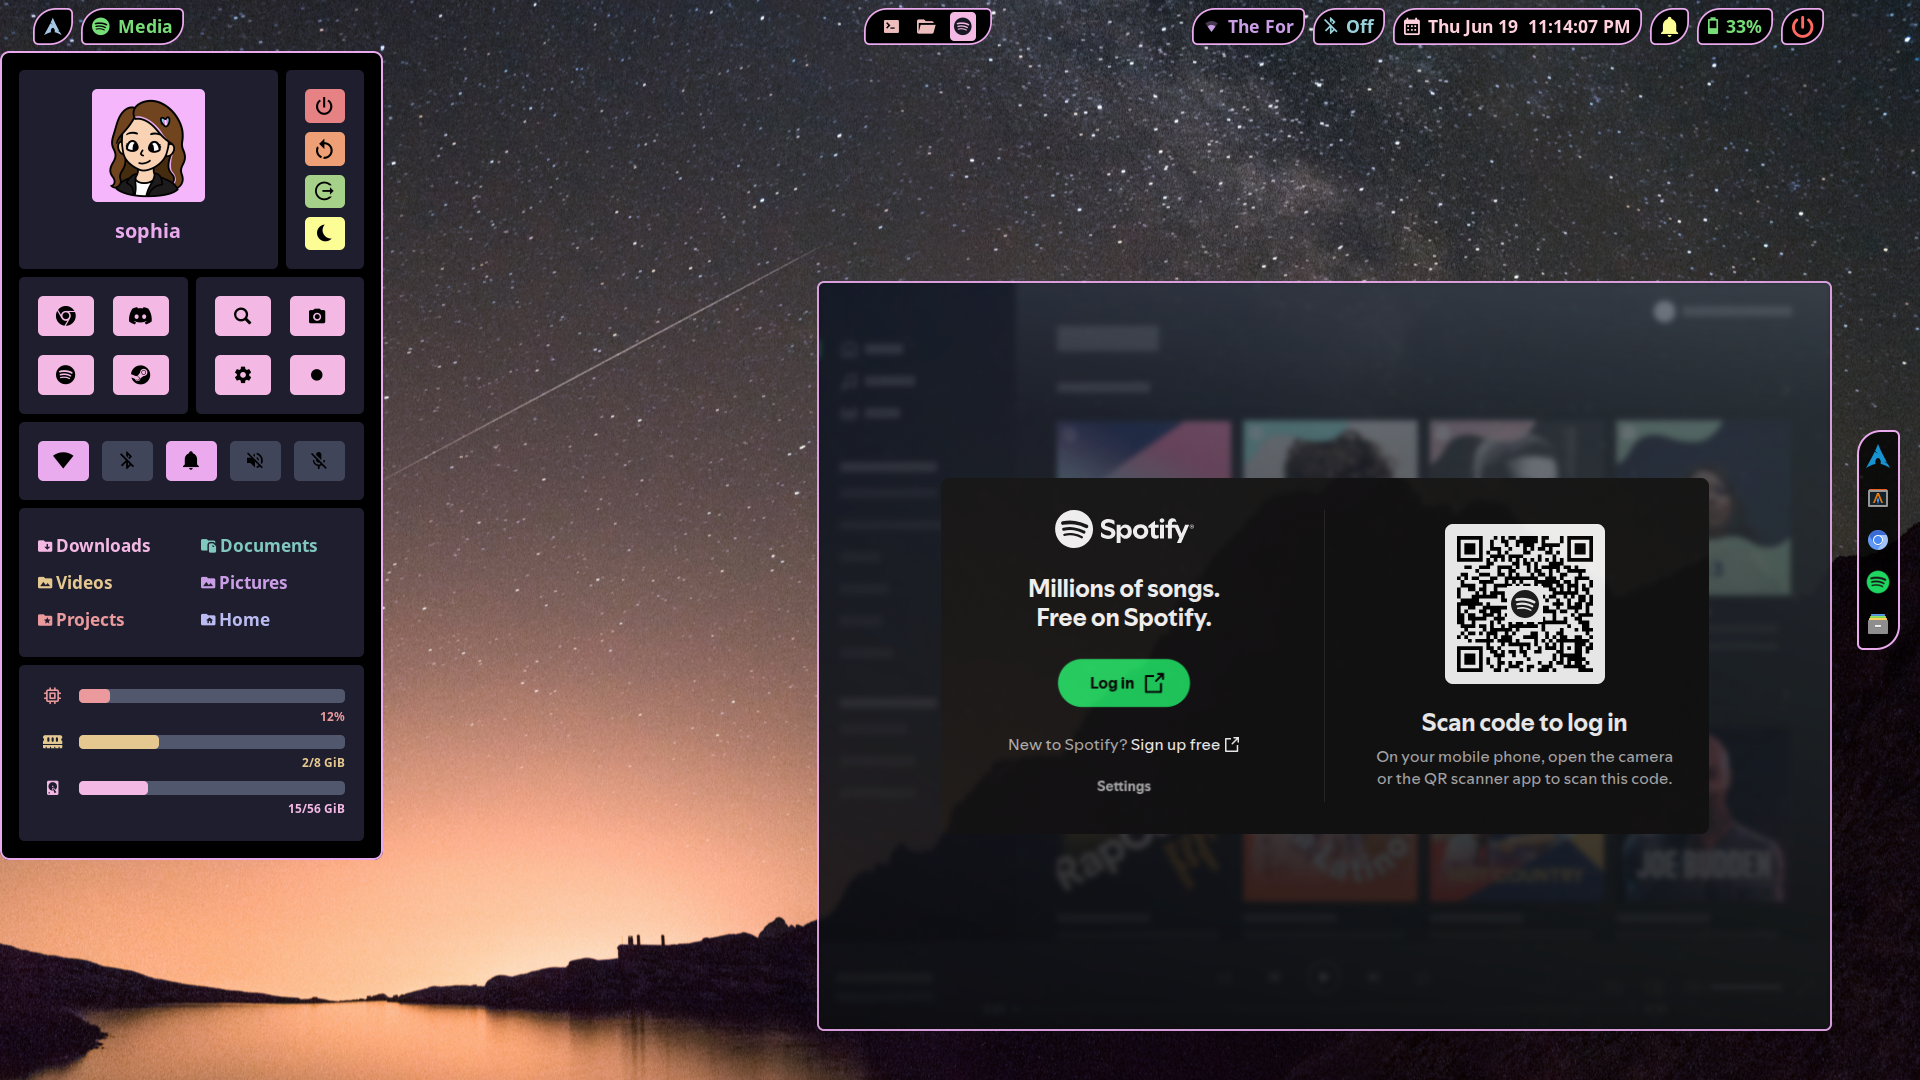 Media
The For
Off
Thu Jun 19 11:14:07 PM
33%
sophia
Downloads
Documents
Videos
Pictures
Projects
Home
12%
2/8 GiB
15/56 GiB
Spotify®
Millions of songs.
Free on Spotify.
Log in
New to Spotify? Sign up free
Settings
Scan code to log in
On your mobile phone, open the camera
or the QR scanner app to scan this code.
Latino
JOE BUDDEN